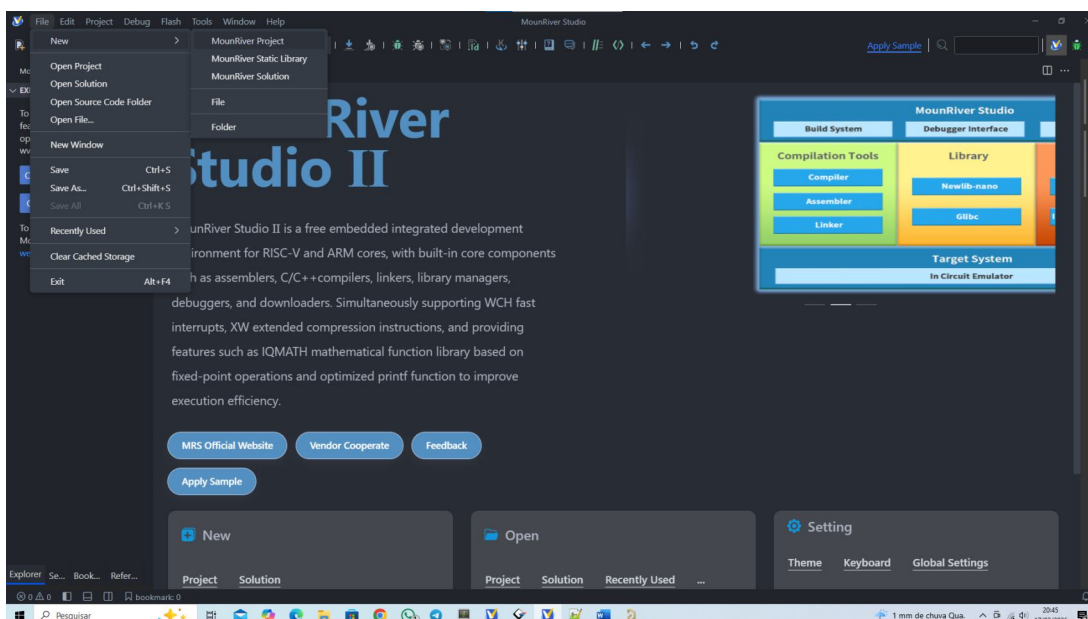 File Edit Project Debug Flash Tools Window Help
MounRiver Studio
New
Open Project
Open Solution
Open Source Code Folder
Open File...
New Window
Save Ctrl+S
Save As... Ctrl+Shift+S
Save All Ctrl+K S
Recently Used
Clear Cached Storage
Exit Alt+F4
MounRiver Project
MounRiver Static Library
MounRiver Solution
File
Folder
Apply Sample
River
Studio II
unRiver Studio II is a free embedded integrated development
ironment for RISC-V and ARM cores, with built-in core components
h as assemblers, C/C++compilers, linkers, library managers,
debuggers, and downloaders. Simultaneously supporting WCH fast
interrupts, XW extended compression instructions, and providing
features such as IQMATH mathematical function library based on
fixed-point operations and optimized printf function to improve
execution efficiency.
MRS Official Website Vendor Cooperate Feedback
Apply Sample
MounRiver Studio
Build System Debugger Interface
Compilation Tools
Compiler
Assembler
Linker
Library
Newlib-nano
Glibc
Target System
In Circuit Emulator
New
Project Solution
Open
Project Solution Recently Used ...
Setting
Theme Keyboard Global Settings
Explorer Se... Book... Refer...
0 0 bookmark: 0
Pesquisar
1 mm de chuva Qua.
20:45